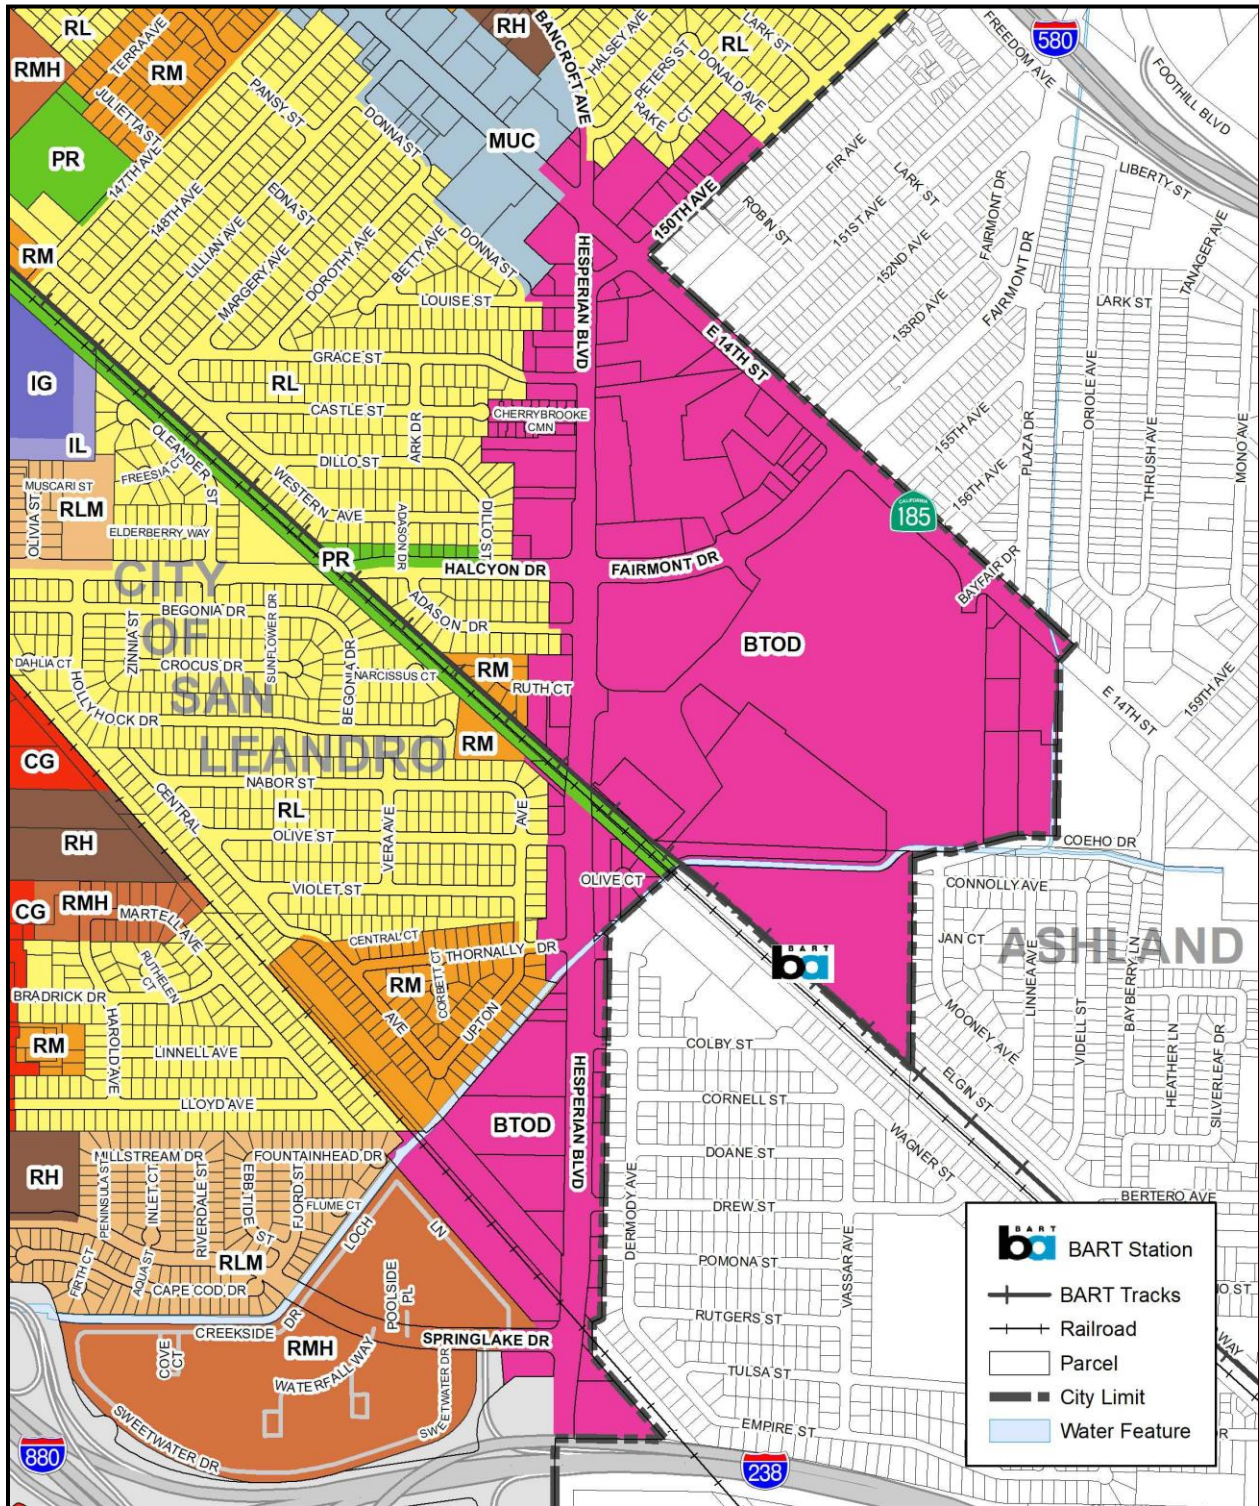 RL
TERRA AVE
RMH
RM
JULIETTA ST
PR
147TH AVE
PANSY ST
DONNA ST
RH
BANCROFT AVE
HALSEY AVE
PETERS ST
RAKE CT
DONALD AVE
LARK ST
RL
MUC
FREEDOM AVE
580
FOOTHILL BLVD
LIBERTY ST
TANAGER AVE
148TH AVE
LILLIAN AVE
EDNA ST
MARGERY AVE
DOROTHY AVE
BETTY AVE
DONNA ST
LOUISE ST
RM
HESPERIAN BLVD
150TH AVE
ROBIN ST
FIR AVE
151ST AVE
LARK ST
152ND AVE
153RD AVE
FAIRMONT DR
FAIRMONT DR
LARK ST
E 14TH ST
IG
IL
GRACE ST
RL
CASTLE ST
ARK DR
CHERRYBROOKE
CMN
DILLO ST
DILLO ST
OLEANDER ST
FREESIA CT
WESTERN AVE
MUSCARI ST
OLIVIA ST
RLM
ELDERBERRY WAY
155TH AVE
156TH AVE
PLAZA DR
ORIOLE AVE
THRUSH AVE
MONO AVE
CALIFORNIA
185
PR
ADASON DR
HALCYON DR
FAIRMONT DR
BAYFAIR DR
CITY
OF
SAN
LEANDRO
BEGONIA DR
ZINNIA ST
SUNFLOWER DR
CROCUS DR
DAHLIA CT
HOLLYHOCK DR
BEGONIA DR
NARCISSUS CT
ADASON DR
RM
RUTH CT
RM
BTOD
E 14TH ST
159TH AVE
CG
CENTRAL
AVE
NABOR ST
RL
OLIVE ST
VERA AVE
VIOLET ST
RH
CG
RMH
MARTELL AVE
RUTHELEN CT
OLIVE CT
COEHO DR
CONNOLLY AVE
JAN CT
LINNEA AVE
ASHLAND
BAYBERRY LN
VIDELL ST
MOONEY AVE
HEATHER LN
SILVERLEAF DR
ELGIN ST
BART
ba
CENTRAL CT
THORNALLY DR
RM
CORBETT CT
UPTON
AVE
BRADRICK DR
HAROLD AVE
RM
LINNELL AVE
LLOYD AVE
BTOD
HESPERIAN BLVD
COLBY ST
CORNELL ST
DOANE ST
WAGNER ST
DERMODY AVE
DREW ST
POMONA ST
VASSAR AVE
RUTGERS ST
TULSA ST
EMPIRE ST
BERTERO AVE
RH
MILLSTREAM DR
FOUNTAINHEAD DR
PENINSULA ST
INLET CT
RIVERDALE ST
EBB TIDE ST
FJORD ST
FLUME CT
FIRTH CT
AQUA ST
RLM
CAPE COD DR
LOCH
LN
CREEKSIDE DR
POOLSIDE PL
SPRINGLAKE DR
RMH
COVE CT
WATERFALL WAY
SWEETWATER DR
SWEETWATER DR
880
238
WAY
BART
ba BART Station
BART Tracks
Railroad
Parcel
City Limit
Water Feature